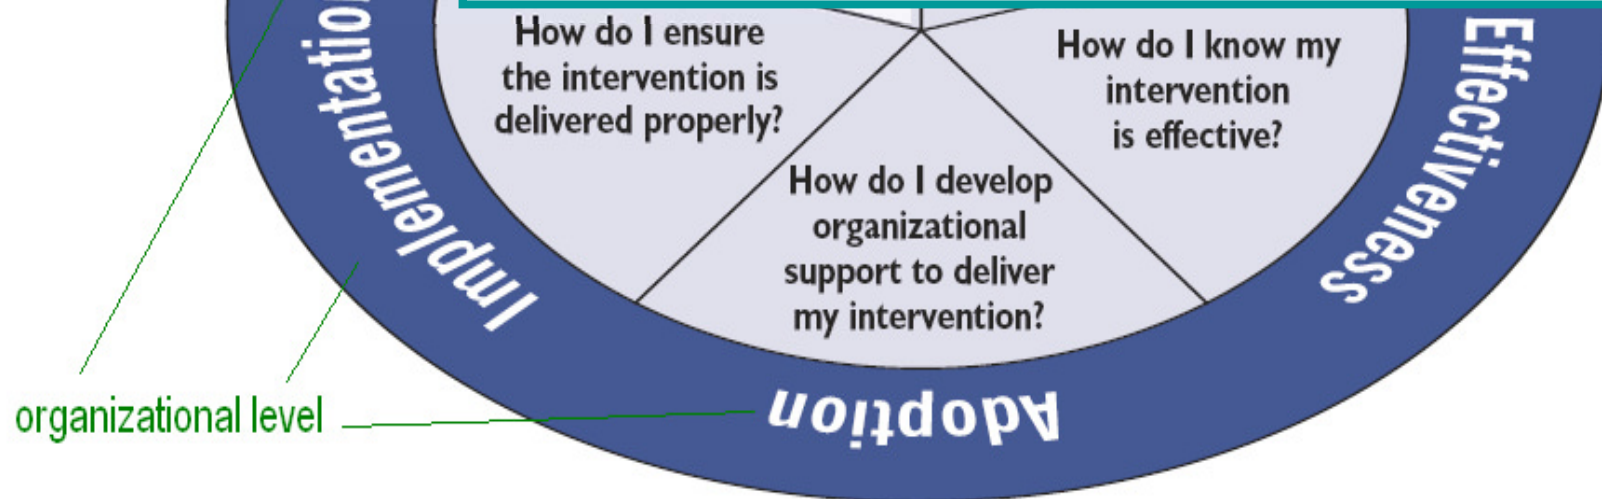 How do I ensure
the intervention is
delivered properly?
How do I know my
intervention
is effective?
How do I develop
organizational
support to deliver
my intervention?
Implementatio
Effectiveness
Adoption
organizational level